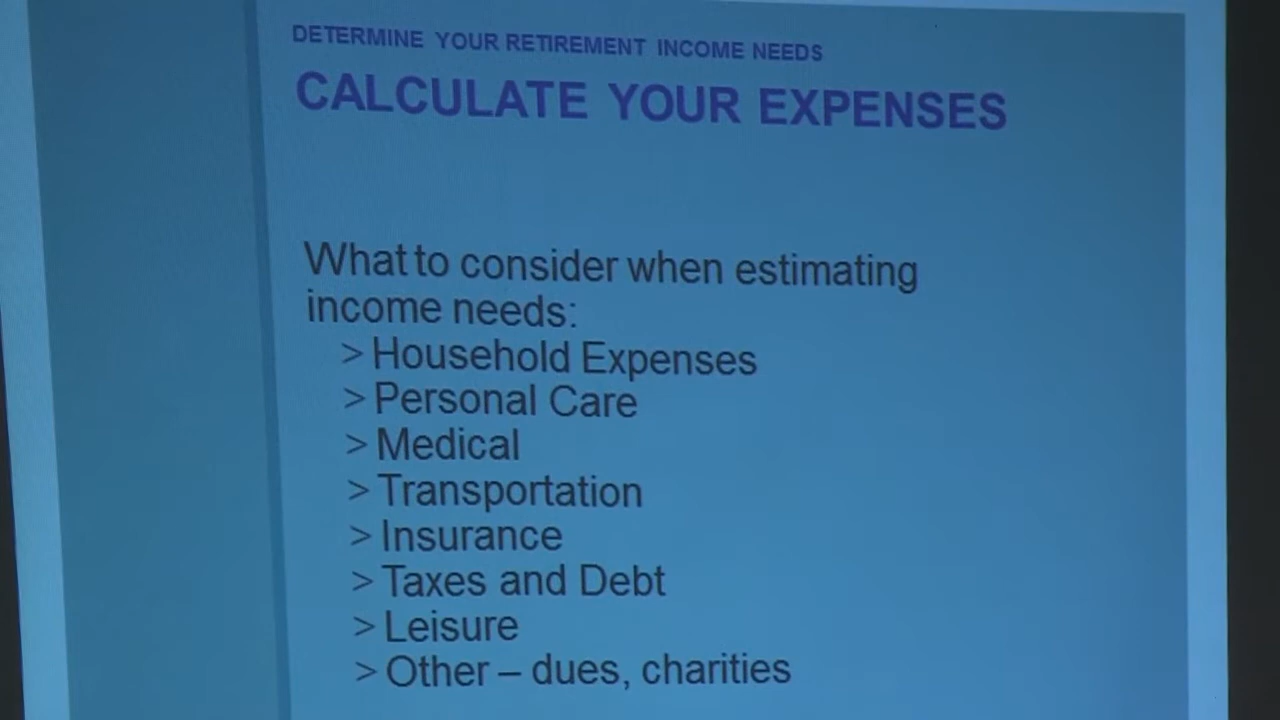 DETERMINE YOUR RETIREMENT INCOME NEEDS
CALCULATE YOUR EXPENSES
What to consider when estimating
income needs:
> Household Expenses
> Personal Care
> Medical
> Transportation
> Insurance
> Taxes and Debt
> Leisure
> Other – dues, charities